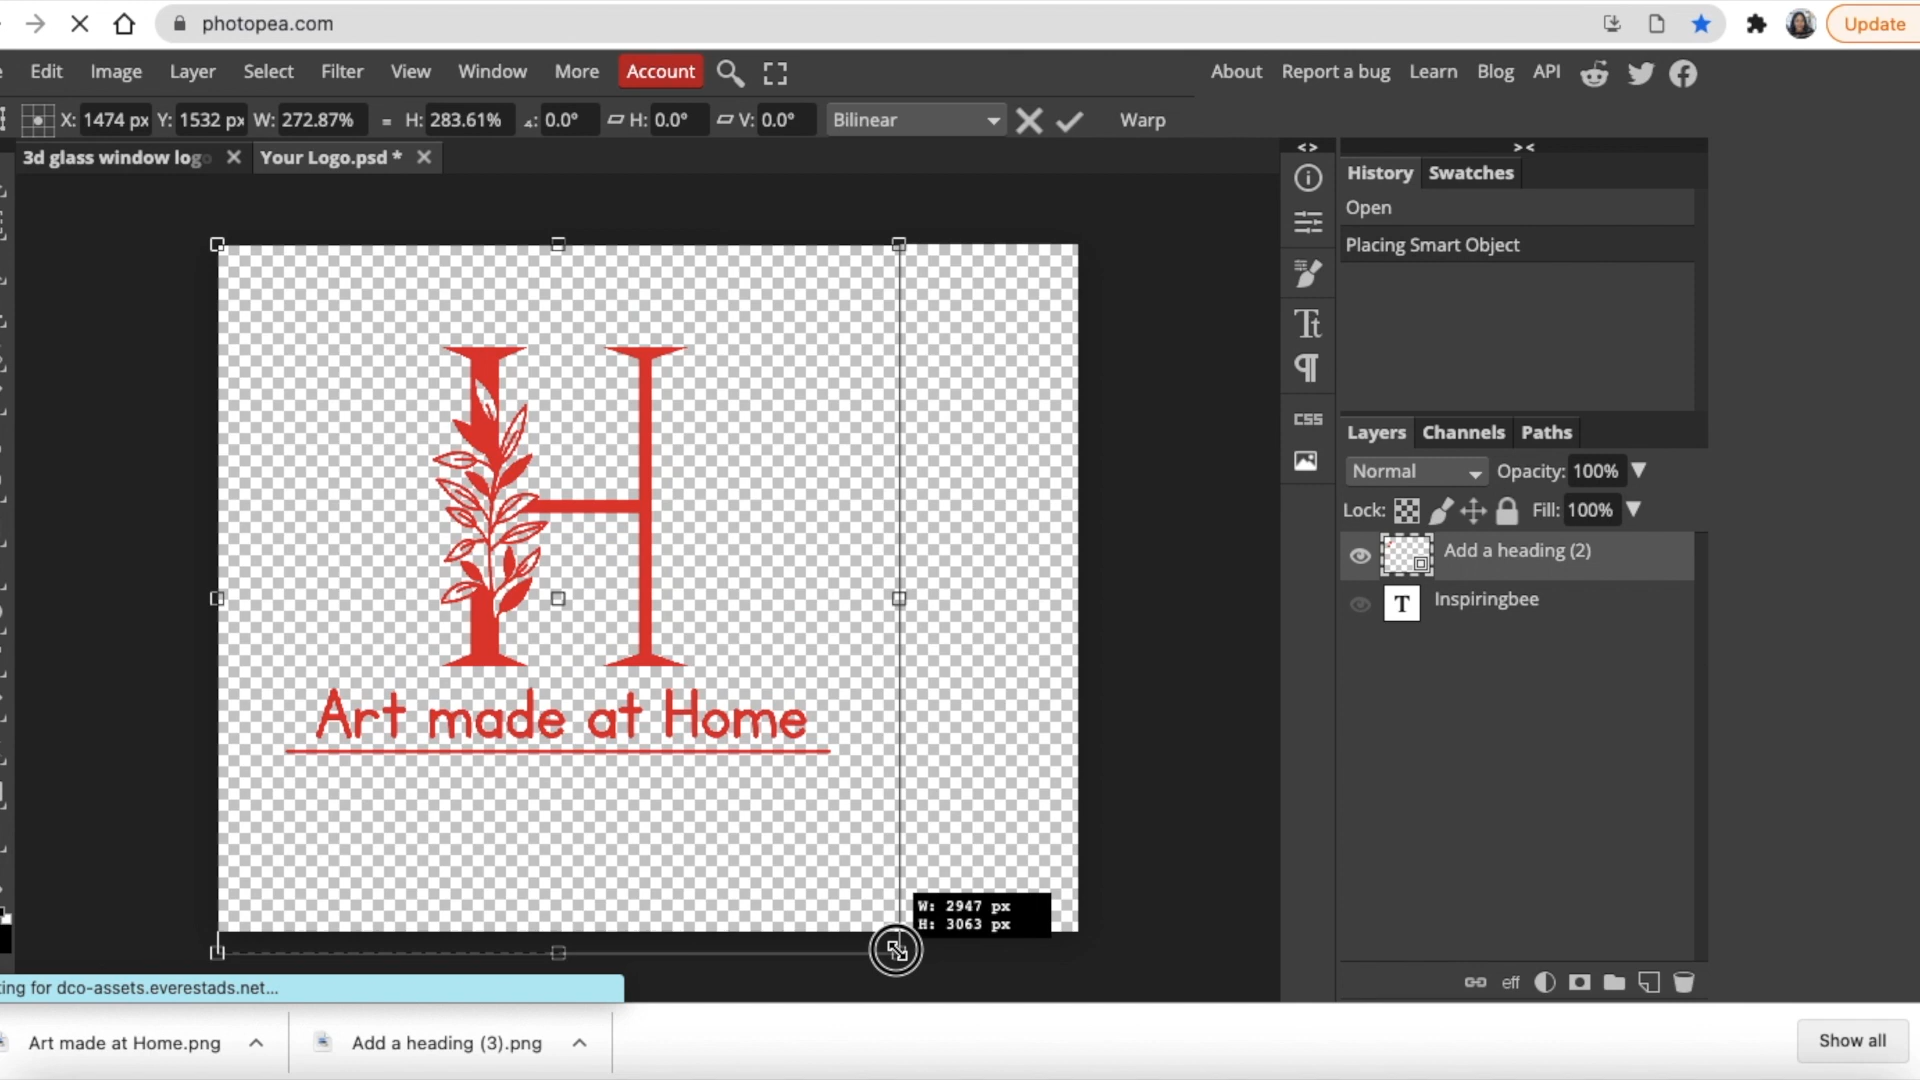 photopea.com
Update
Edit Image Layer Select Filter View Window More Account
About Report a bug Learn Blog API
X: 1474 px Y: 1532 px W: 272.87% = H: 283.61% 0.0° H: 0.0° V: 0.0° Bilinear Warp
3d glass window logo Your Logo.psd *
History Swatches
Open
Placing Smart Object
Tt
CSS
Layers Channels Paths
Normal Opacity: 100%
Lock: Fill: 100%
Add a heading (2)
T Inspiringbee
H
Art made at Home
W: 2947 px
H: 3063 px
eff
ting for dco-assets.everestads.net...
Art made at Home.png Add a heading (3).png Show all